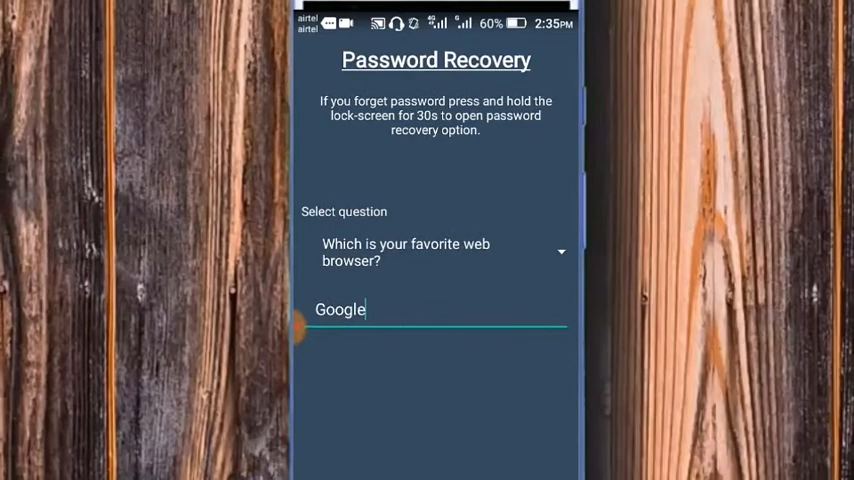 airtel
airtel
4G
G
60%
2:35PM
Password Recovery
If you forget password press and hold the
lock-screen for 30s to open password
recovery option.
Select question
Which is your favorite web
browser?
Google